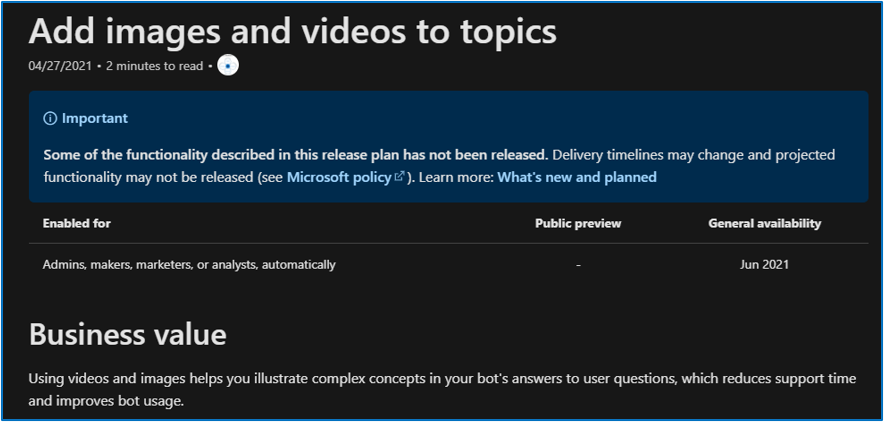 Add images and videos to topics
04/27/2021 • 2 minutes to read •
Important
Some of the functionality described in this release plan has not been released. Delivery timelines may change and projected
functionality may not be released (see Microsoft policy). Learn more: What's new and planned
Enabled for Public preview General availability
Admins, makers, marketers, or analysts, automatically - Jun 2021
Business value
Using videos and images helps you illustrate complex concepts in your bot's answers to user questions, which reduces support time
and improves bot usage.